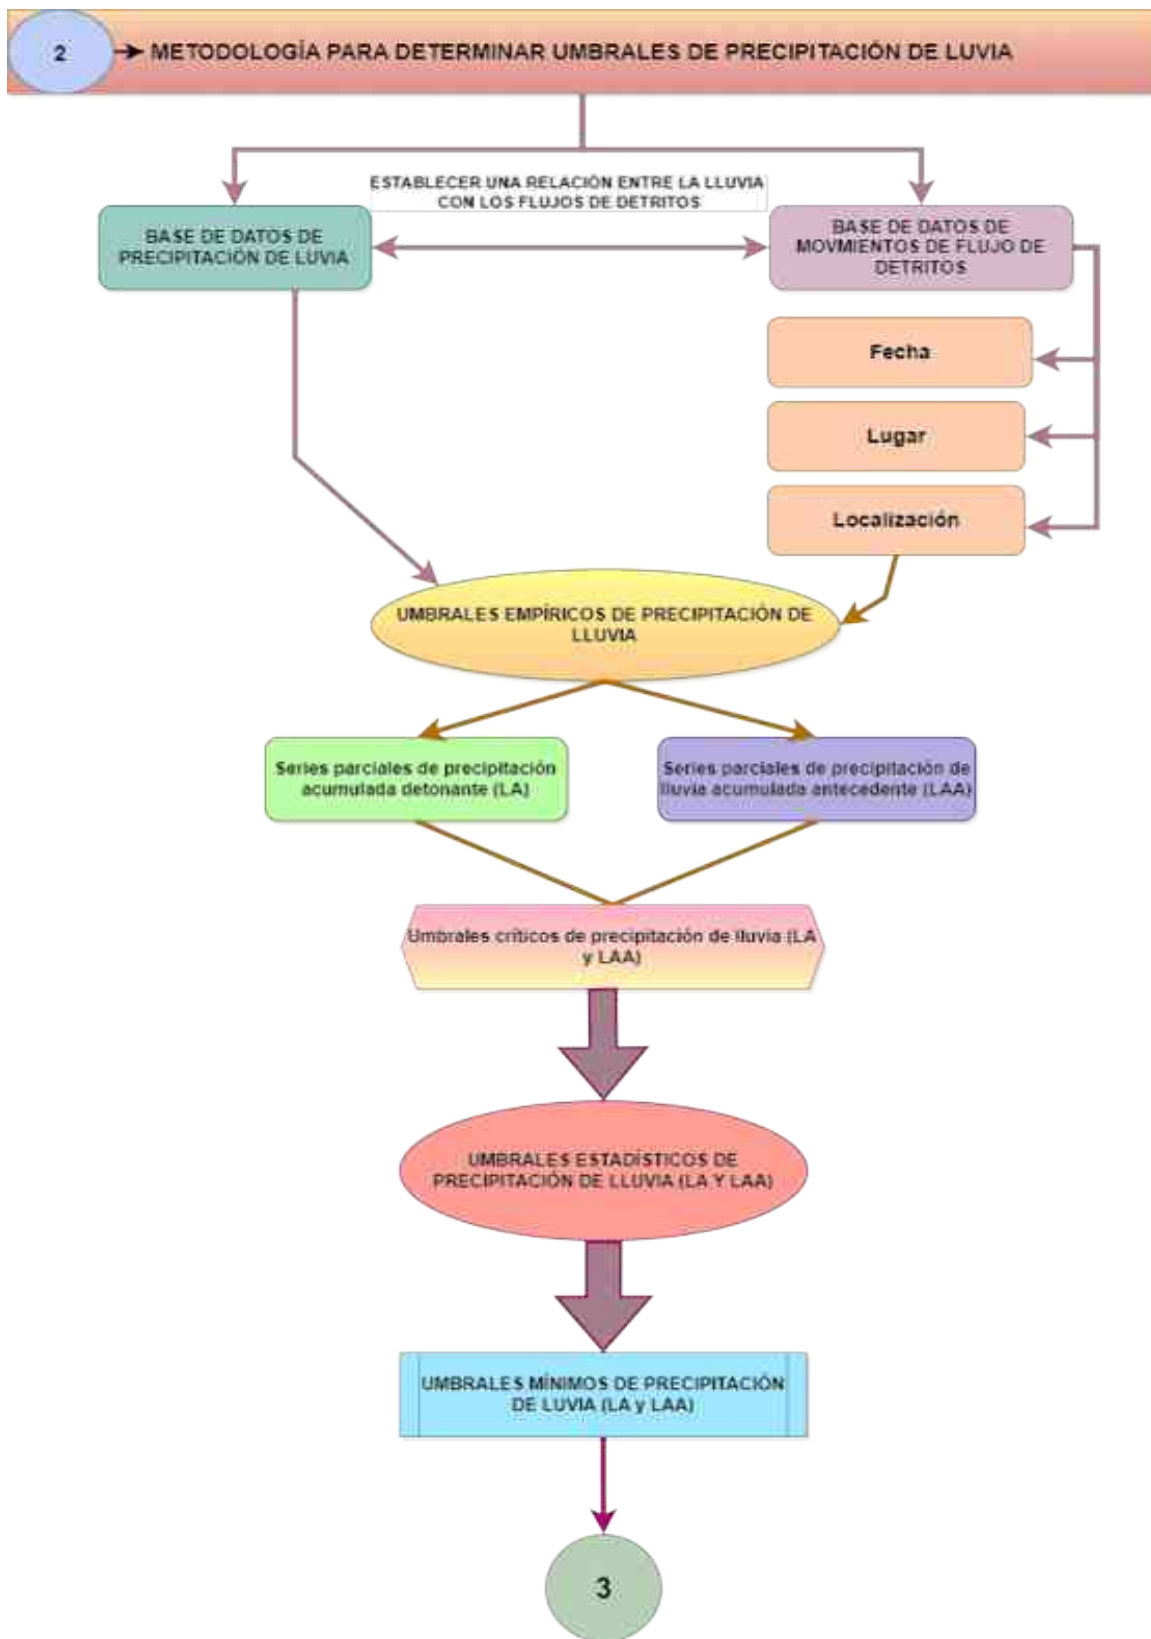 2
METODOLOGÍA PARA DETERMINAR UMBRALES DE PRECIPITACIÓN DE LUVIA
ESTABLECER UNA RELACIÓN ENTRE LA LLUVIA
CON LOS FLUJOS DE DETRITOS
BASE DE DATOS DE
PRECIPITACIÓN DE LUVIA
BASE DE DATOS DE
MOVMIENTOS DE FLUJO DE
DETRITOS
Fecha
Lugar
Localización
UMBRALES EMPÍRICOS DE PRECIPITACIÓN DE
LLUVIA
Series parciales de precipitación
acumulada detonante (LA)
Series parciales de precipitación de
lluvia acumulada antecedente (LAA)
Umbrales críticos de precipitación de lluvia (LA
y LAA)
UMBRALES ESTADÍSTICOS DE
PRECIPITACIÓN DE LLUVIA (LA Y LAA)
UMBRALES MÍNIMOS DE PRECIPITACIÓN
DE LUVIA (LA y LAA)
3